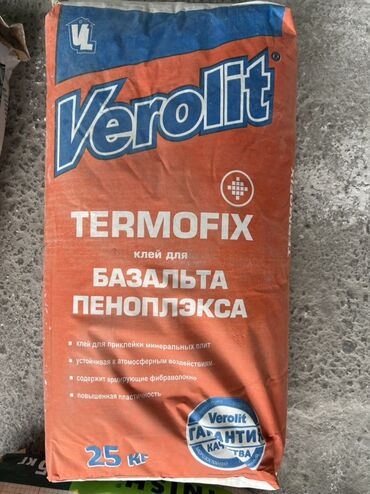 VL
Verolit®
TERMOFIX
клей для
БАЗАЛЬТА
ПЕНОПЛЭКСА
клей для приклейки минеральных плит
устойчивая к атмосферным воздействиям
содержит армирующие фиброволокно
повышенная пластичность
Verolit
ГАРАНТИЯ
КАЧЕСТВА
25 кг